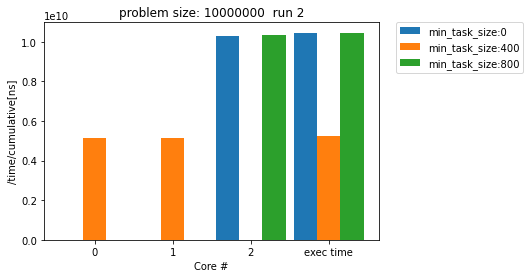 problem size: 10000000  run 2
1e10
/time/cumulative[ns]
1.0
0.8
0.6
0.4
0.2
0.0
0 1 2 exec time
Core #
min_task_size:0
min_task_size:400
min_task_size:800